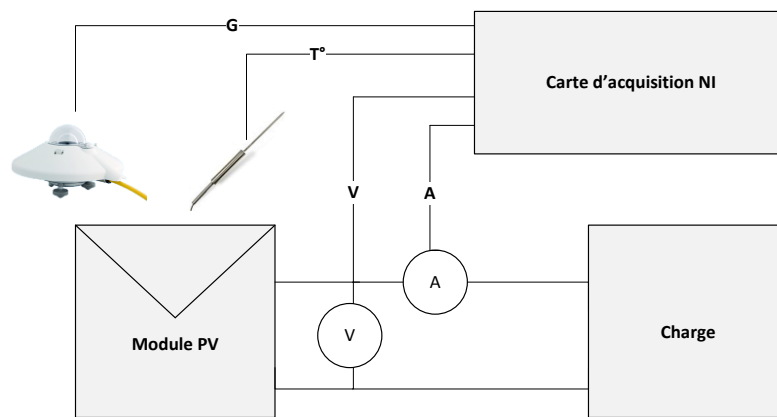 G
T°
Carte d'acquisition NI
V
A
A
V
Module PV
Charge